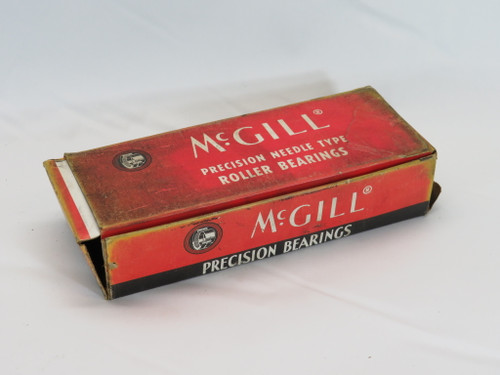 McGILL®
PRECISION NEEDLE TYPE
ROLLER BEARINGS
McGILL®
PRECISION BEARINGS